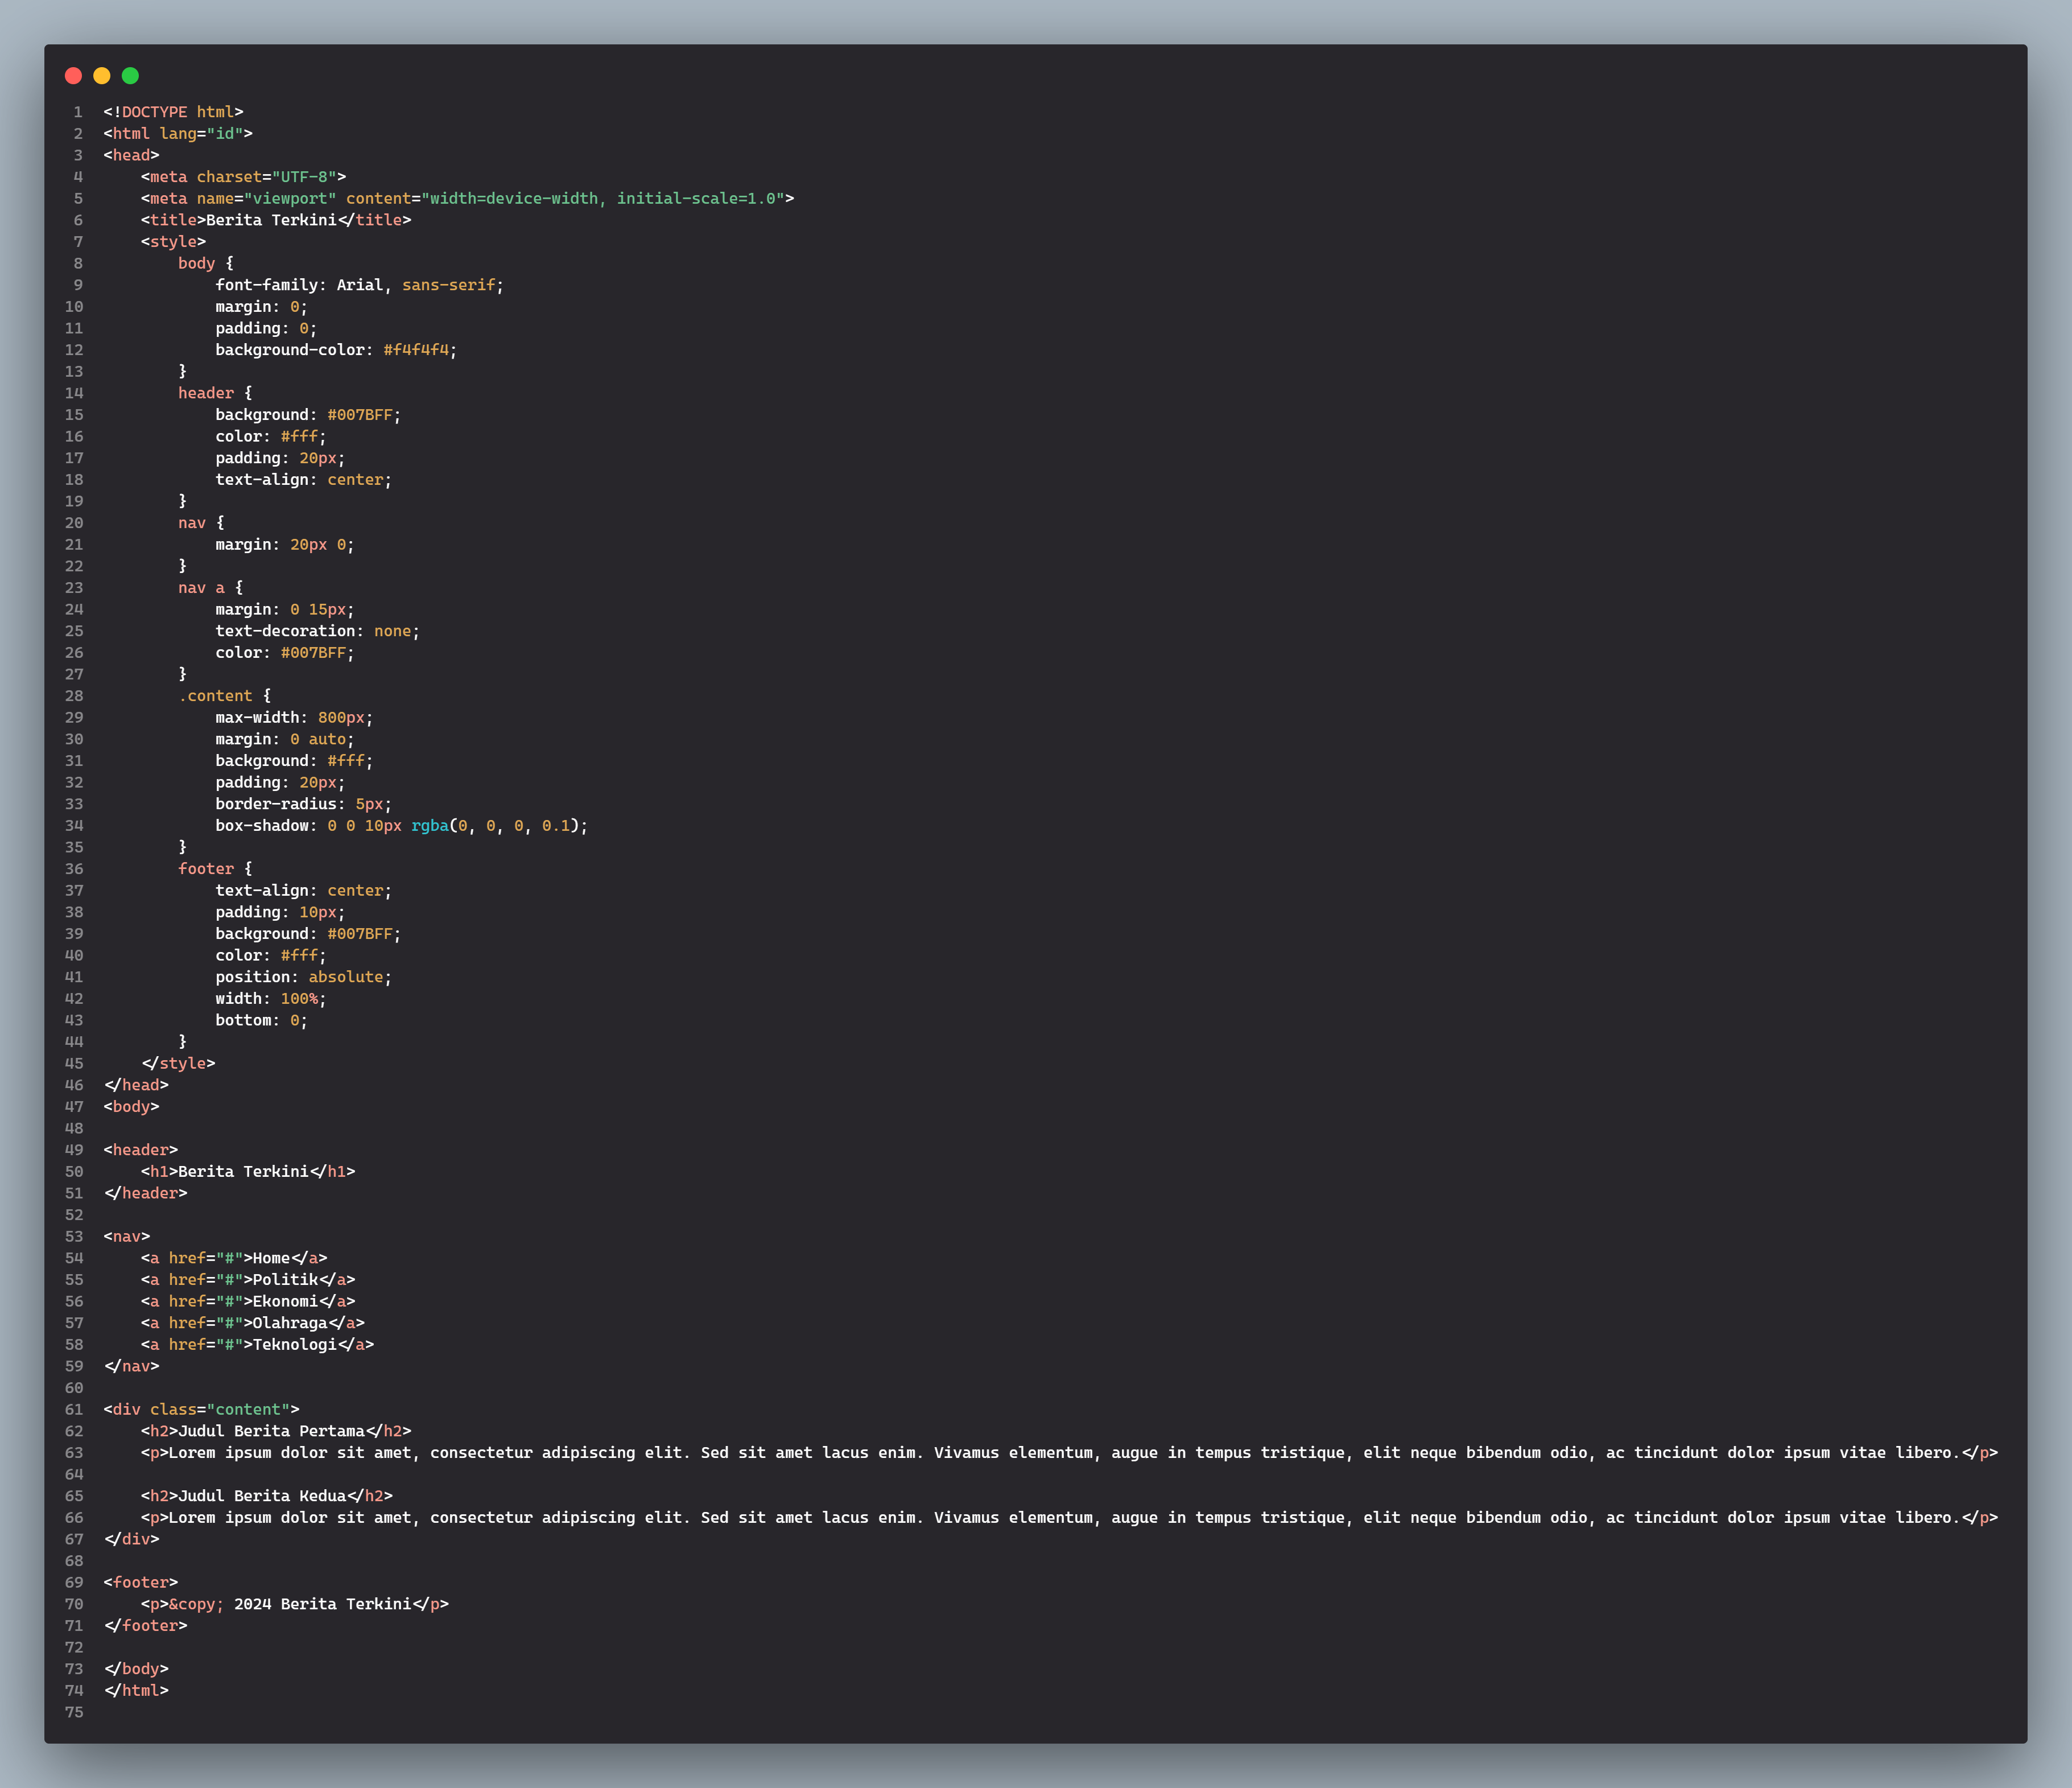 1 <!DOCTYPE html>
2 <html lang="id">
3 <head>
4     <meta charset="UTF-8">
5     <meta name="viewport" content="width=device-width, initial-scale=1.0">
6     <title>Berita Terkini</title>
7     <style>
8         body {
9             font-family: Arial, sans-serif;
10             margin: 0;
11             padding: 0;
12             background-color: #f4f4f4;
13         }
14         header {
15             background: #007BFF;
16             color: #fff;
17             padding: 20px;
18             text-align: center;
19         }
20         nav {
21             margin: 20px 0;
22         }
23         nav a {
24             margin: 0 15px;
25             text-decoration: none;
26             color: #007BFF;
27         }
28         .content {
29             max-width: 800px;
30             margin: 0 auto;
31             background: #fff;
32             padding: 20px;
33             border-radius: 5px;
34             box-shadow: 0 0 10px rgba(0, 0, 0, 0.1);
35         }
36         footer {
37             text-align: center;
38             padding: 10px;
39             background: #007BFF;
40             color: #fff;
41             position: absolute;
42             width: 100%;
43             bottom: 0;
44         }
45     </style>
46 </head>
47 <body>
48
49 <header>
50     <h1>Berita Terkini</h1>
51 </header>
52
53 <nav>
54     <a href="#">Home</a>
55     <a href="#">Politik</a>
56     <a href="#">Ekonomi</a>
57     <a href="#">Olahraga</a>
58     <a href="#">Teknologi</a>
59 </nav>
60
61 <div class="content">
62     <h2>Judul Berita Pertama</h2>
63     <p>Lorem ipsum dolor sit amet, consectetur adipiscing elit. Sed sit amet lacus enim. Vivamus elementum, augue in tempus tristique, elit neque bibendum odio, ac tincidunt dolor ipsum vitae libero.</p>
64
65     <h2>Judul Berita Kedua</h2>
66     <p>Lorem ipsum dolor sit amet, consectetur adipiscing elit. Sed sit amet lacus enim. Vivamus elementum, augue in tempus tristique, elit neque bibendum odio, ac tincidunt dolor ipsum vitae libero.</p>
67 </div>
68
69 <footer>
70     <p>&copy; 2024 Berita Terkini</p>
71 </footer>
72
73 </body>
74 </html>
75